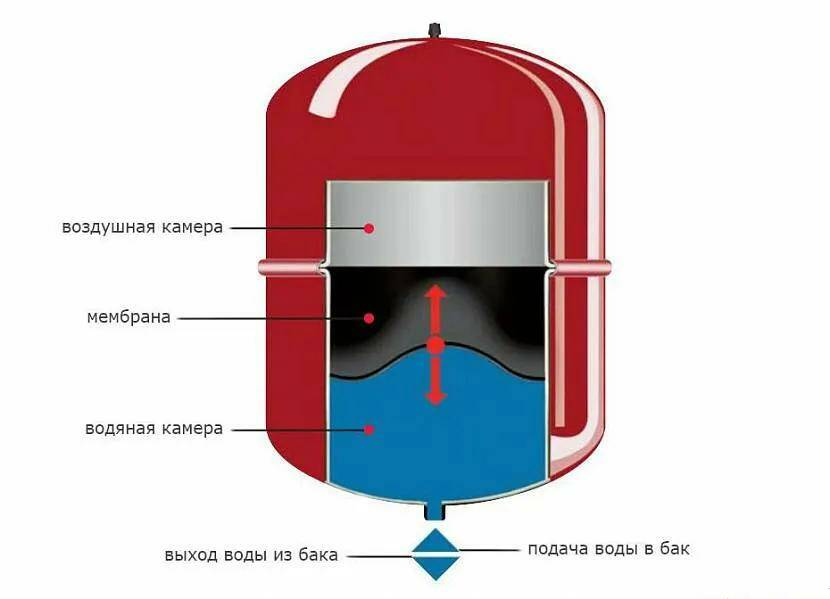 воздушная камера
мембрана
водяная камера
выход воды из бака
подача воды в бак